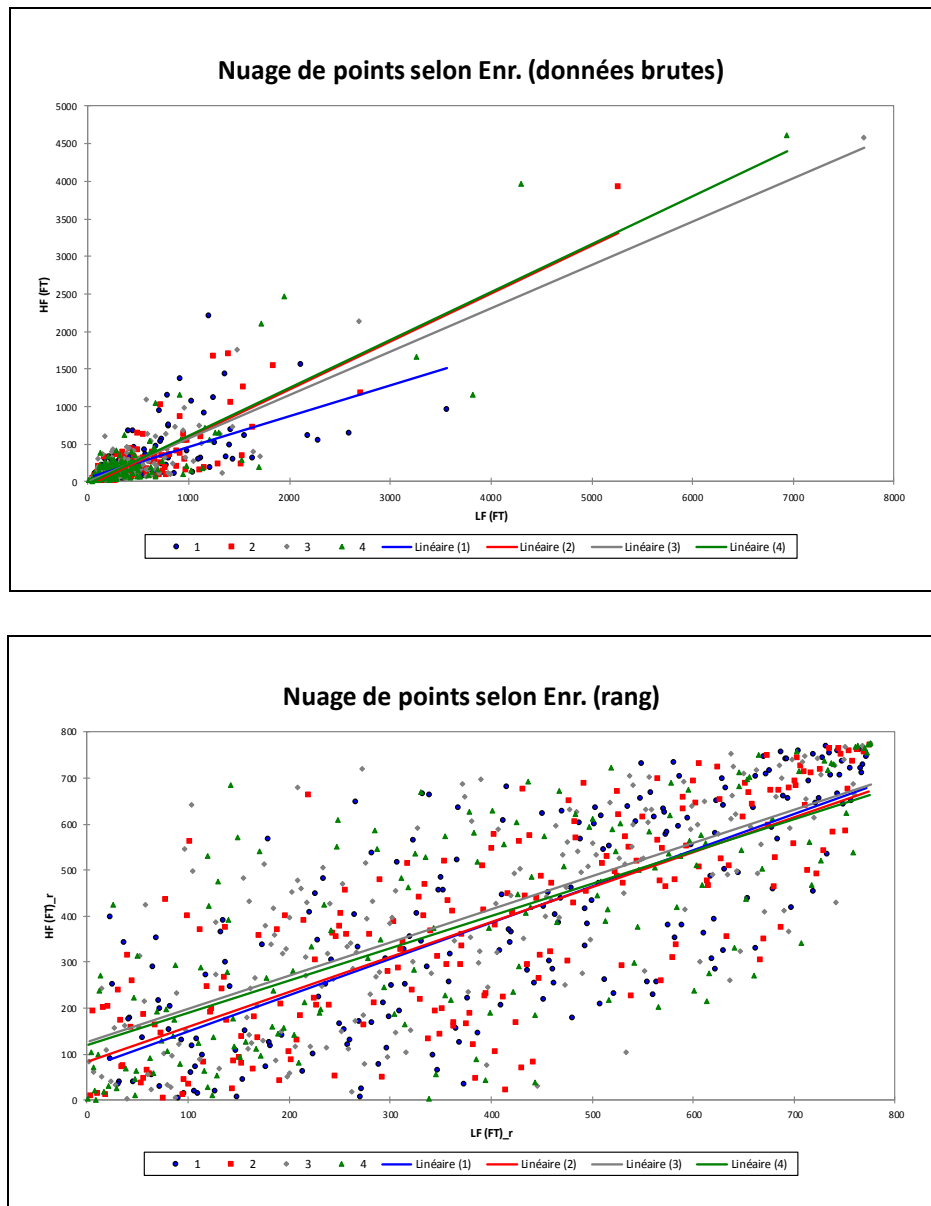 Nuage de points selon Enr. (données brutes)
5000
4500
4000
3500
3000
2500
2000
1500
1000
500
0
HF (FT)
0 1000 2000 3000 4000 5000 6000 7000 8000
LF (FT)
1 2 3 4 Linéaire (1) Linéaire (2) Linéaire (3) Linéaire (4)
Nuage de points selon Enr. (rang)
800
700
600
500
400
300
200
100
0
HF (FT)_r
0 100 200 300 400 500 600 700 800
LF (FT)_r
1 2 3 4 Linéaire (1) Linéaire (2) Linéaire (3) Linéaire (4)